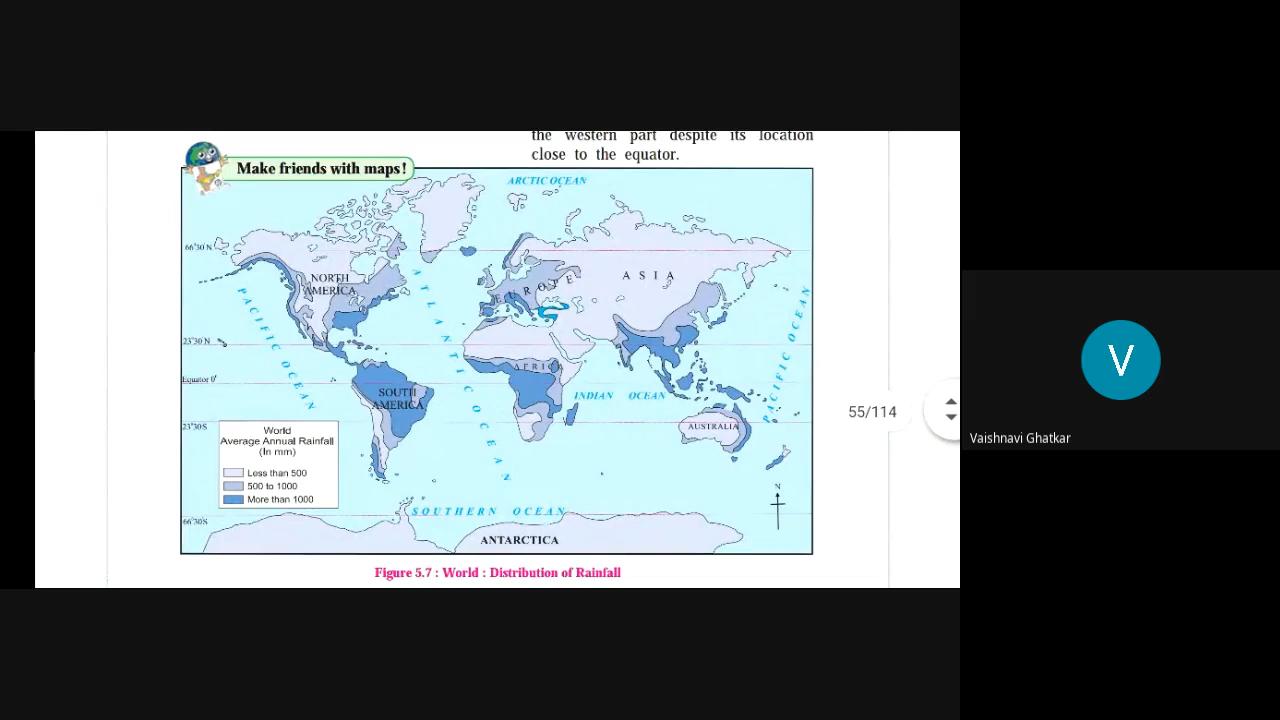 the western part despite its location
close to the equator.
Make friends with maps!
ARCTIC OCEAN
66°30' N
NORTH
AMERICA
ATLANTIC OCEAN
EUROPE
ASIA
PACIFIC OCEAN
PACIFIC OCEAN
23°30 N
AFRICA
Equator 0°
SOUTH
AMERICA
INDIAN OCEAN
23°30S
AUSTRALIA
World
Average Annual Rainfall
(In mm)
Less than 500
500 to 1000
More than 1000
N
SOUTHERN OCEAN
66°30'S
ANTARCTICA
Figure 5.7 : World : Distribution of Rainfall
55/114
V
Vaishnavi Ghatkar